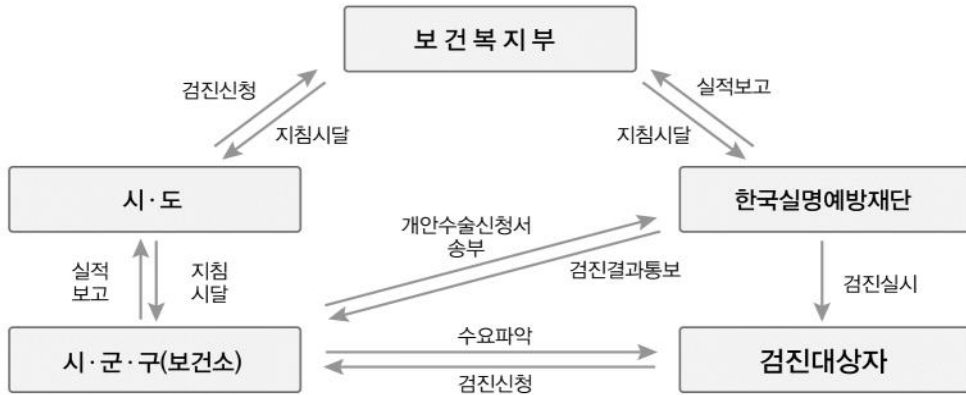 보건복지부
검진신청
실적보고
지침시달
지침시달
시·도
한국실명예방재단
개안수술신청서
송부
검진결과통보
실적
보고
지침
시달
검진실시
시·군·구(보건소)
수요파악
검진신청
검진대상자